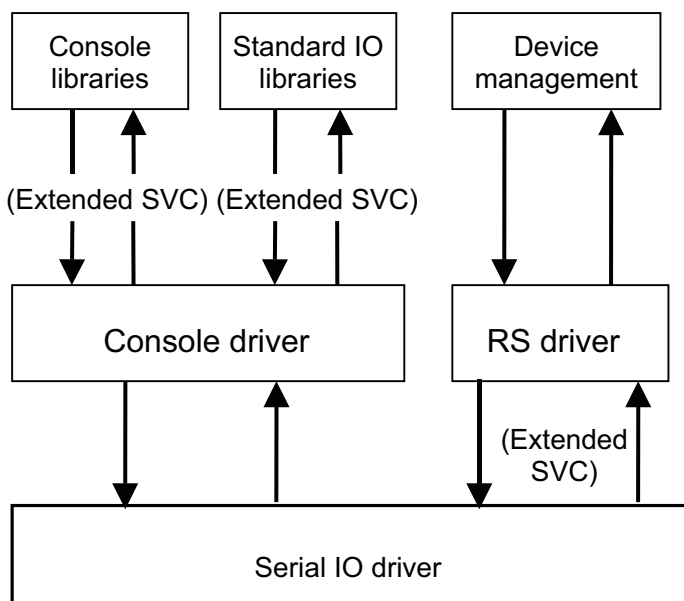 Console
libraries
Standard IO
libraries
Device
management
(Extended SVC)
(Extended SVC)
Console driver
RS driver
(Extended
SVC)
Serial IO driver